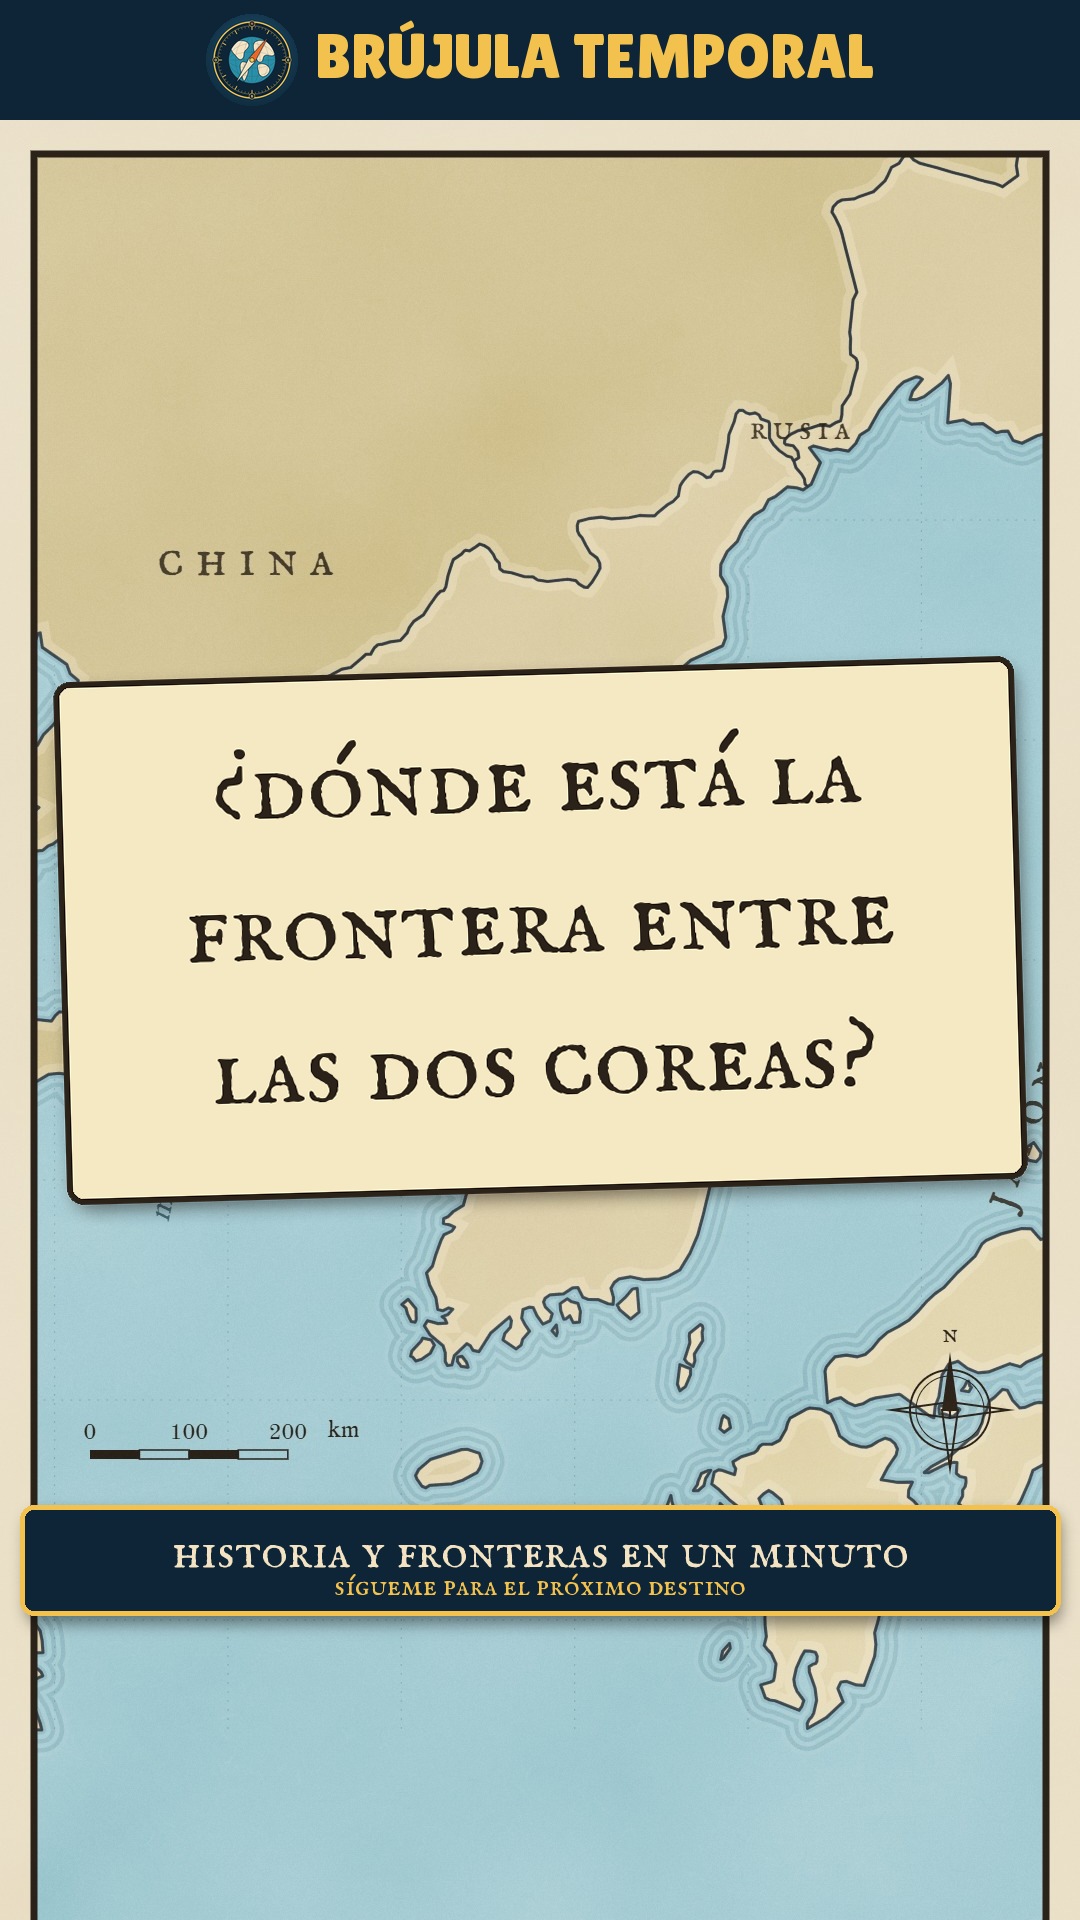 BRÚJULA TEMPORAL
RUSIA
CHINA
¿DÓNDE ESTÁ LA
FRONTERA ENTRE
LAS DOS COREAS?
N
0 100 200 km
HISTORIA Y FRONTERAS EN UN MINUTO
SÍGUEME PARA EL PRÓXIMO DESTINO